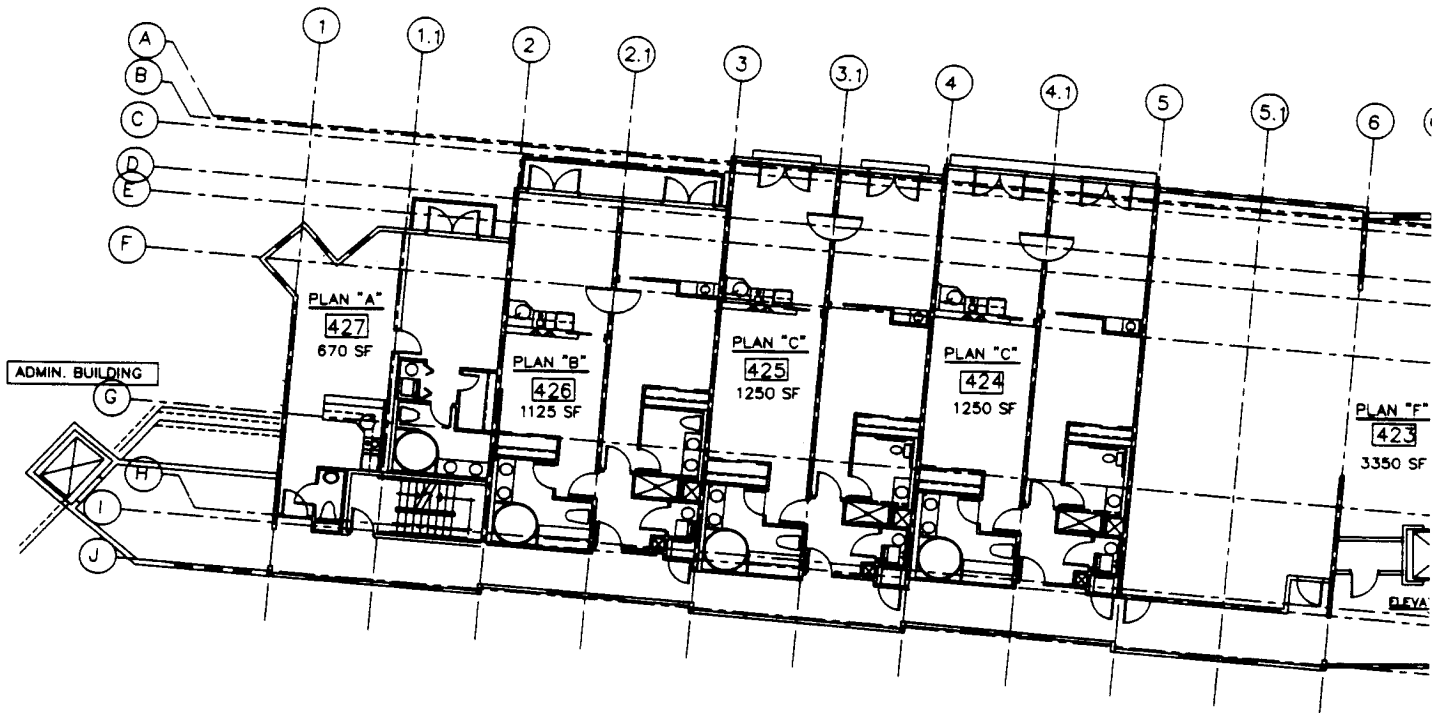 1
1.1
2
2.1
3
3.1
4
4.1
5
5.1
6
A
B
C
D
E
F
G
H
I
J
ADMIN. BUILDING
PLAN "A"
427
670 SF
PLAN "B"
426
1125 SF
PLAN "C"
425
1250 SF
PLAN "C"
424
1250 SF
PLAN "F"
423
3350 SF
ELEVA